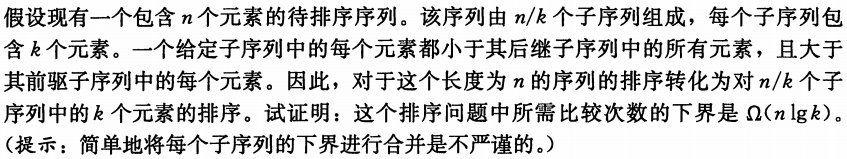 假设现有一个包含 n 个元素的待排序序列。该序列由 n/k 个子序列组成，每个子序列包
含 k 个元素。一个给定子序列中的每个元素都小于其后继子序列中的所有元素，且大于
其前驱子序列中的每个元素。因此，对于这个长度为 n 的序列的排序转化为对 n/k 个子
序列中的 k 个元素的排序。试证明：这个排序问题中所需比较次数的下界是 Ω(n lg k)。
（提示：简单地将每个子序列的下界进行合并是不严谨的。）